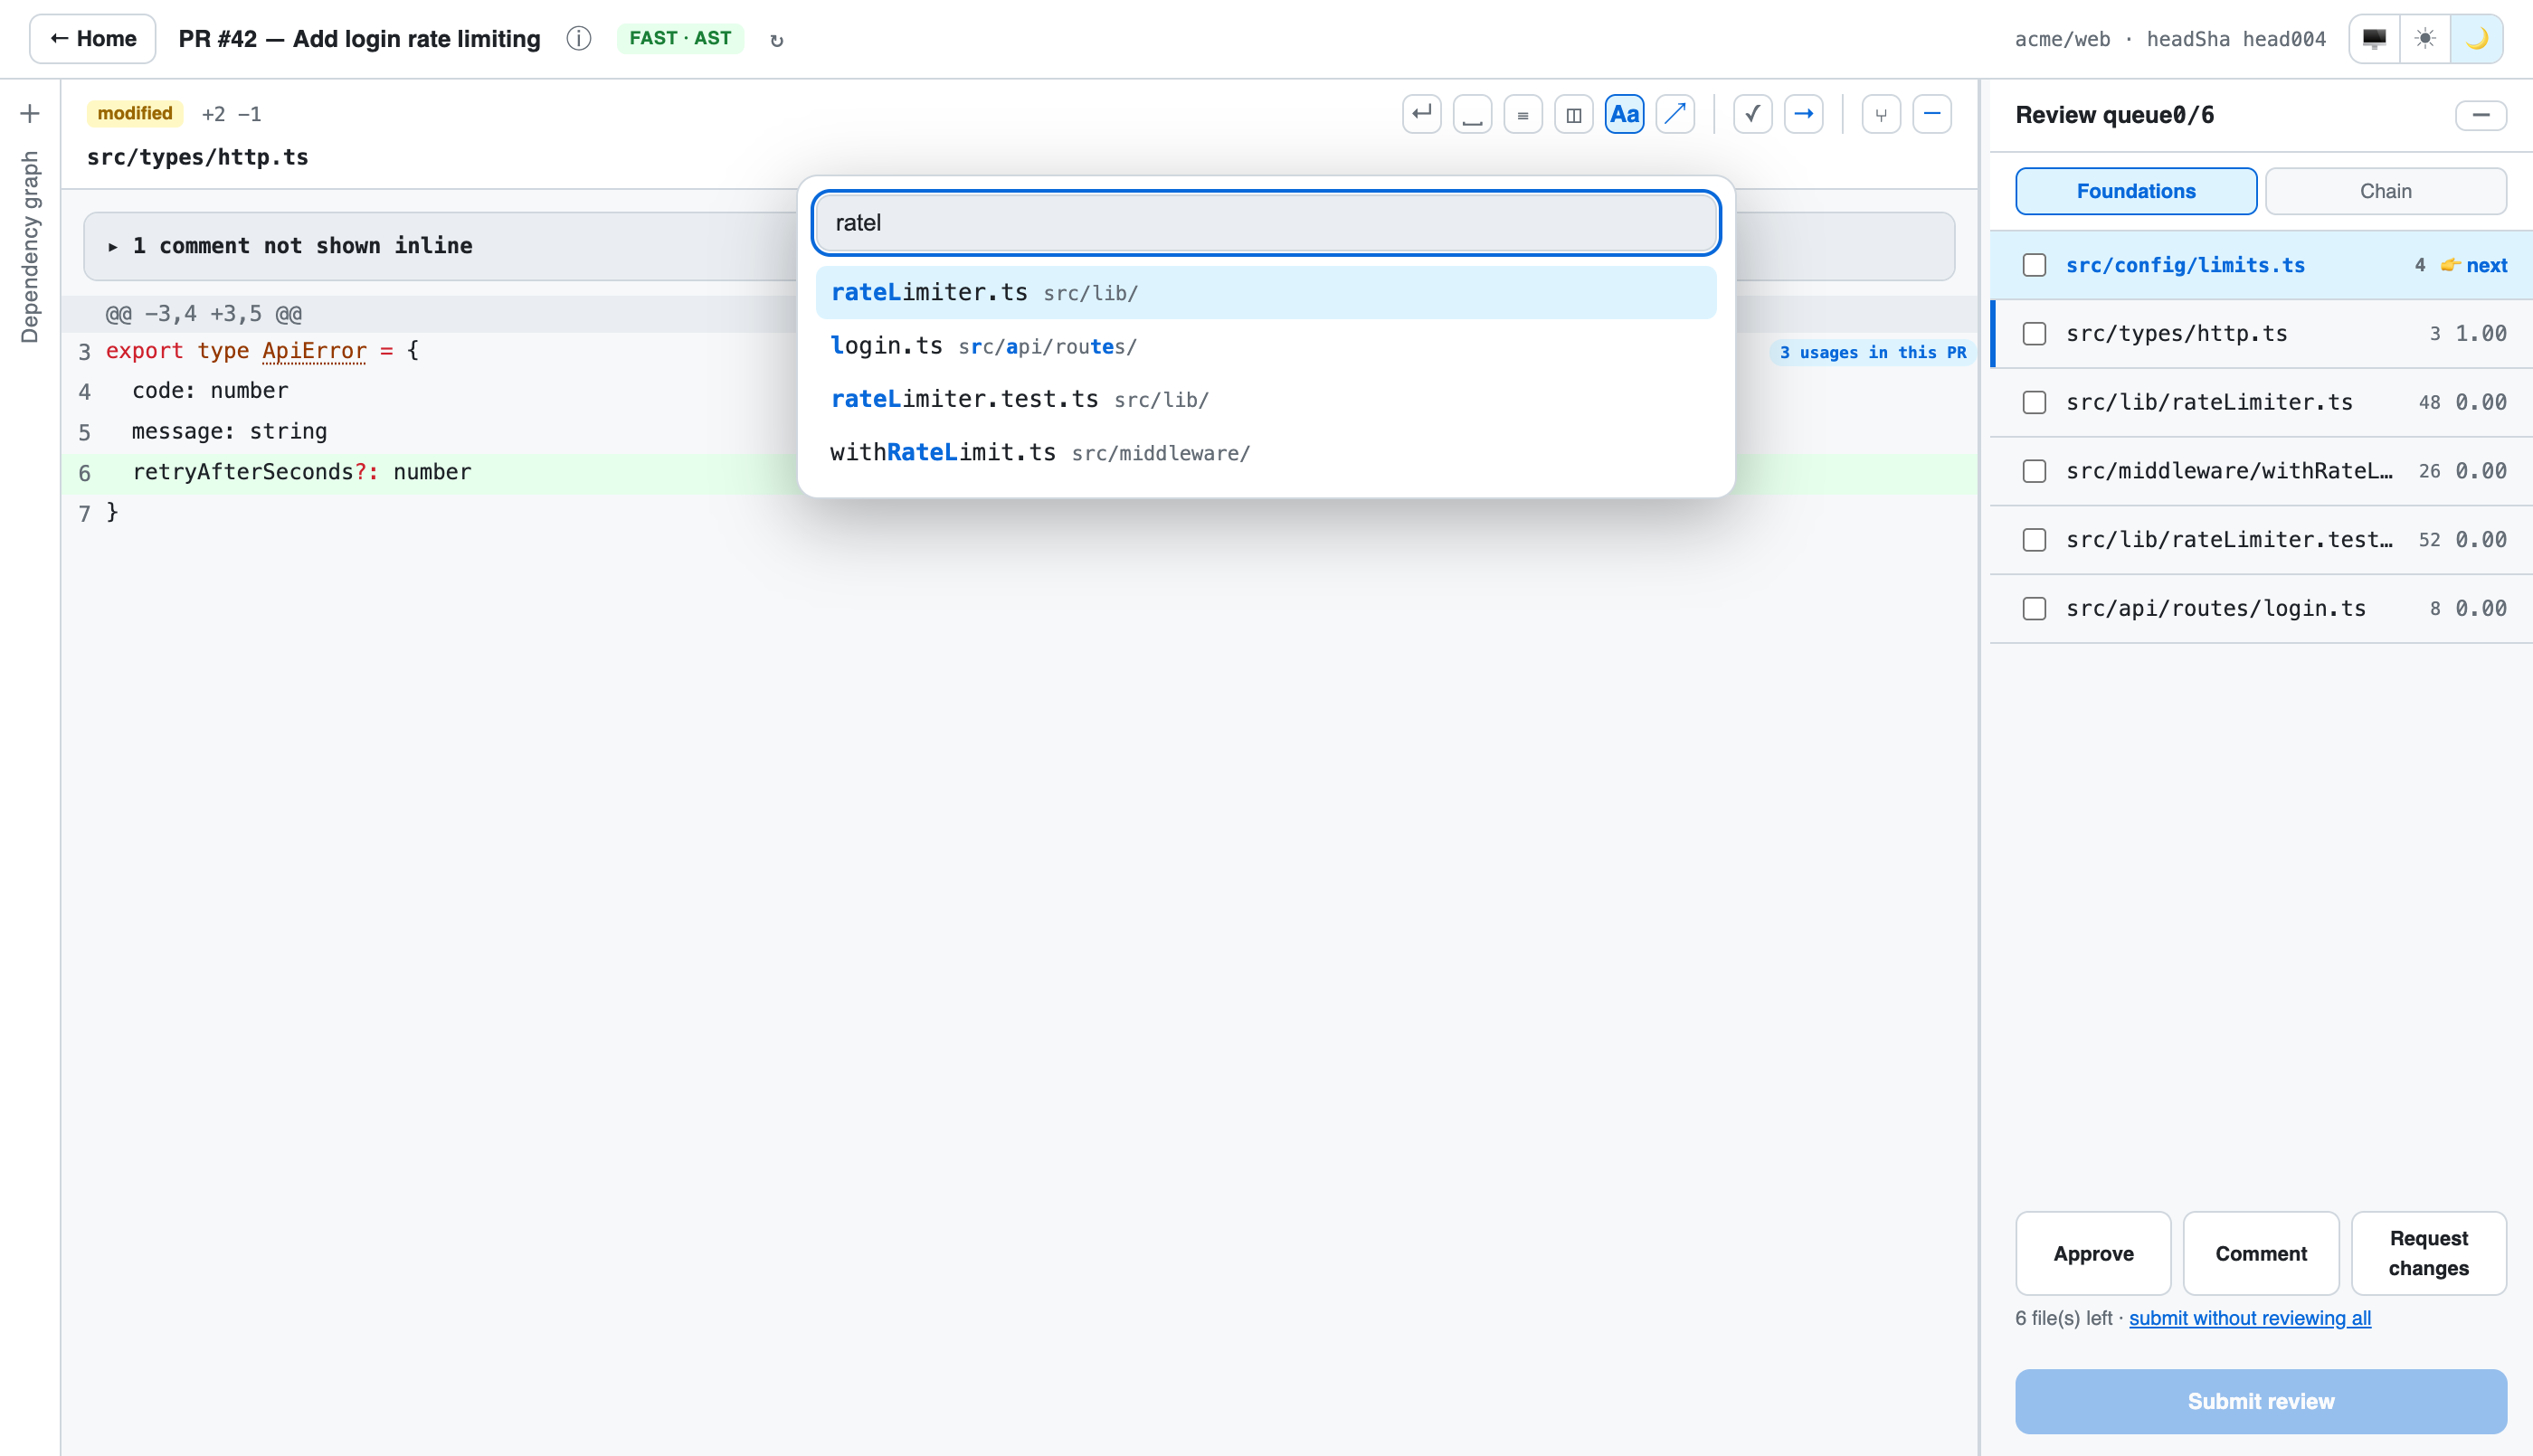 ← Home
PR #42 — Add login rate limiting
ⓘ
FAST · AST
↻
acme/web · headSha head004
Dependency graph
modified
+2 −1
Aa
src/types/http.ts
▸ 1 comment not shown inline
@@ −3,4 +3,5 @@
3 export type ApiError = {
3 usages in this PR
4 code: number
5 message: string
6 retryAfterSeconds?: number
7 }
ratel
rateLimiter.ts src/lib/
login.ts src/api/routes/
rateLimiter.test.ts src/lib/
withRateLimit.ts src/middleware/
Review queue0/6
Foundations
Chain
src/config/limits.ts 4 👉 next
src/types/http.ts 3 1.00
src/lib/rateLimiter.ts 48 0.00
src/middleware/withRateL… 26 0.00
src/lib/rateLimiter.test… 52 0.00
src/api/routes/login.ts 8 0.00
Approve
Comment
Request
changes
6 file(s) left · submit without reviewing all
Submit review